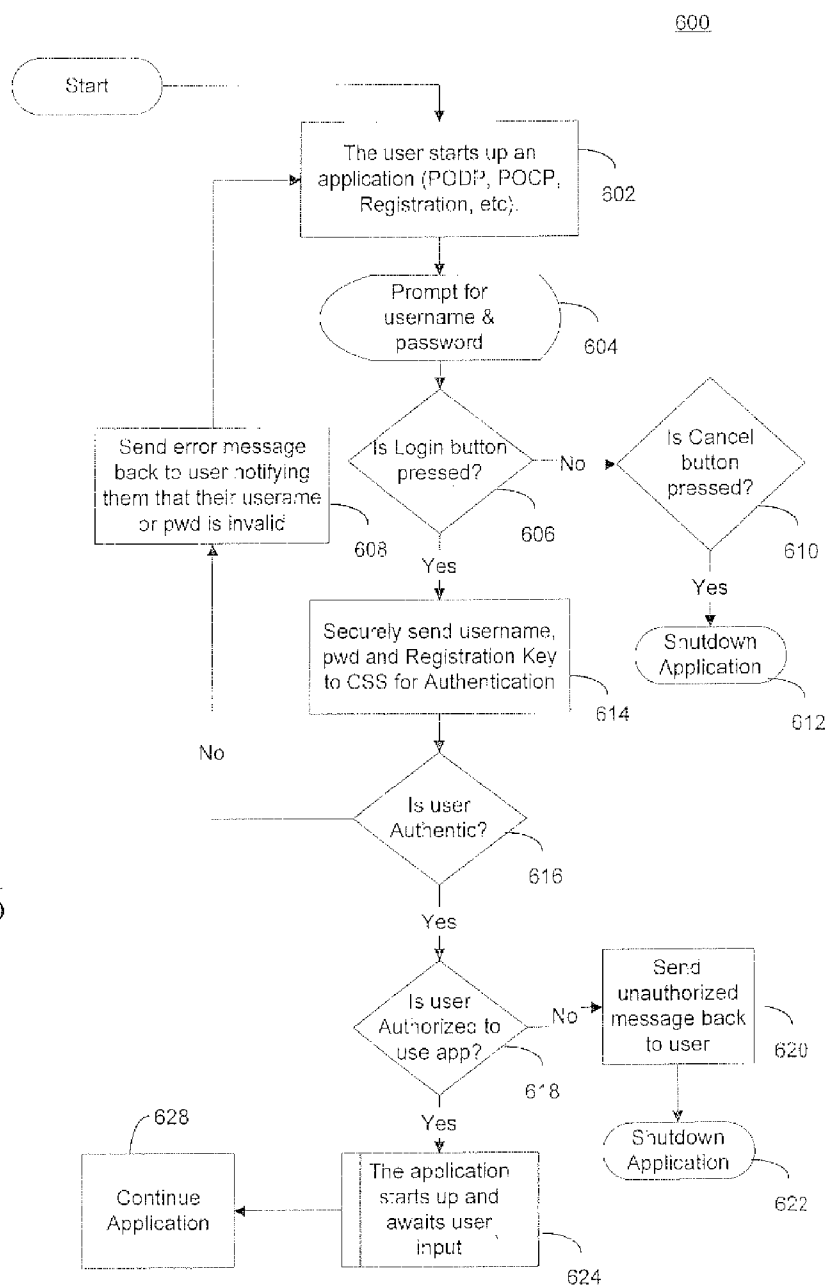 600
Start
The user starts up an
application (PODP, POCP,
Registration, etc).
602
Prompt for
username &
password
604
Is Login button
pressed?
606
No
Is Cancel
button
pressed?
610
Send error message
back to user notifying
them that their username
or pwd is invalid
608
Yes
Yes
Securely send username,
pwd and Registration Key
to CSS for Authentication
614
Shutdown
Application
612
No
Is user
Authentic?
616
Yes
Is user
Authorized to
use app?
618
No
Send
unauthorized
message back
to user
620
Yes
Shutdown
Application
622
628
Continue
Application
The application
starts up and
awaits user
input
624